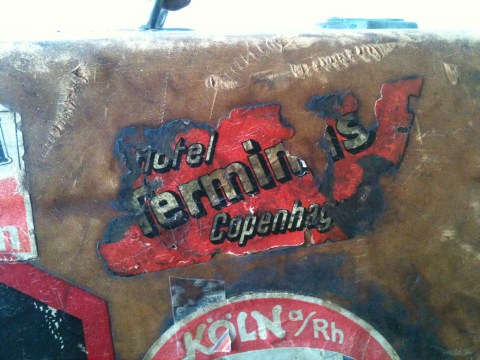 Hotel
Terminus
Copenhag
KÖLN a/Rh